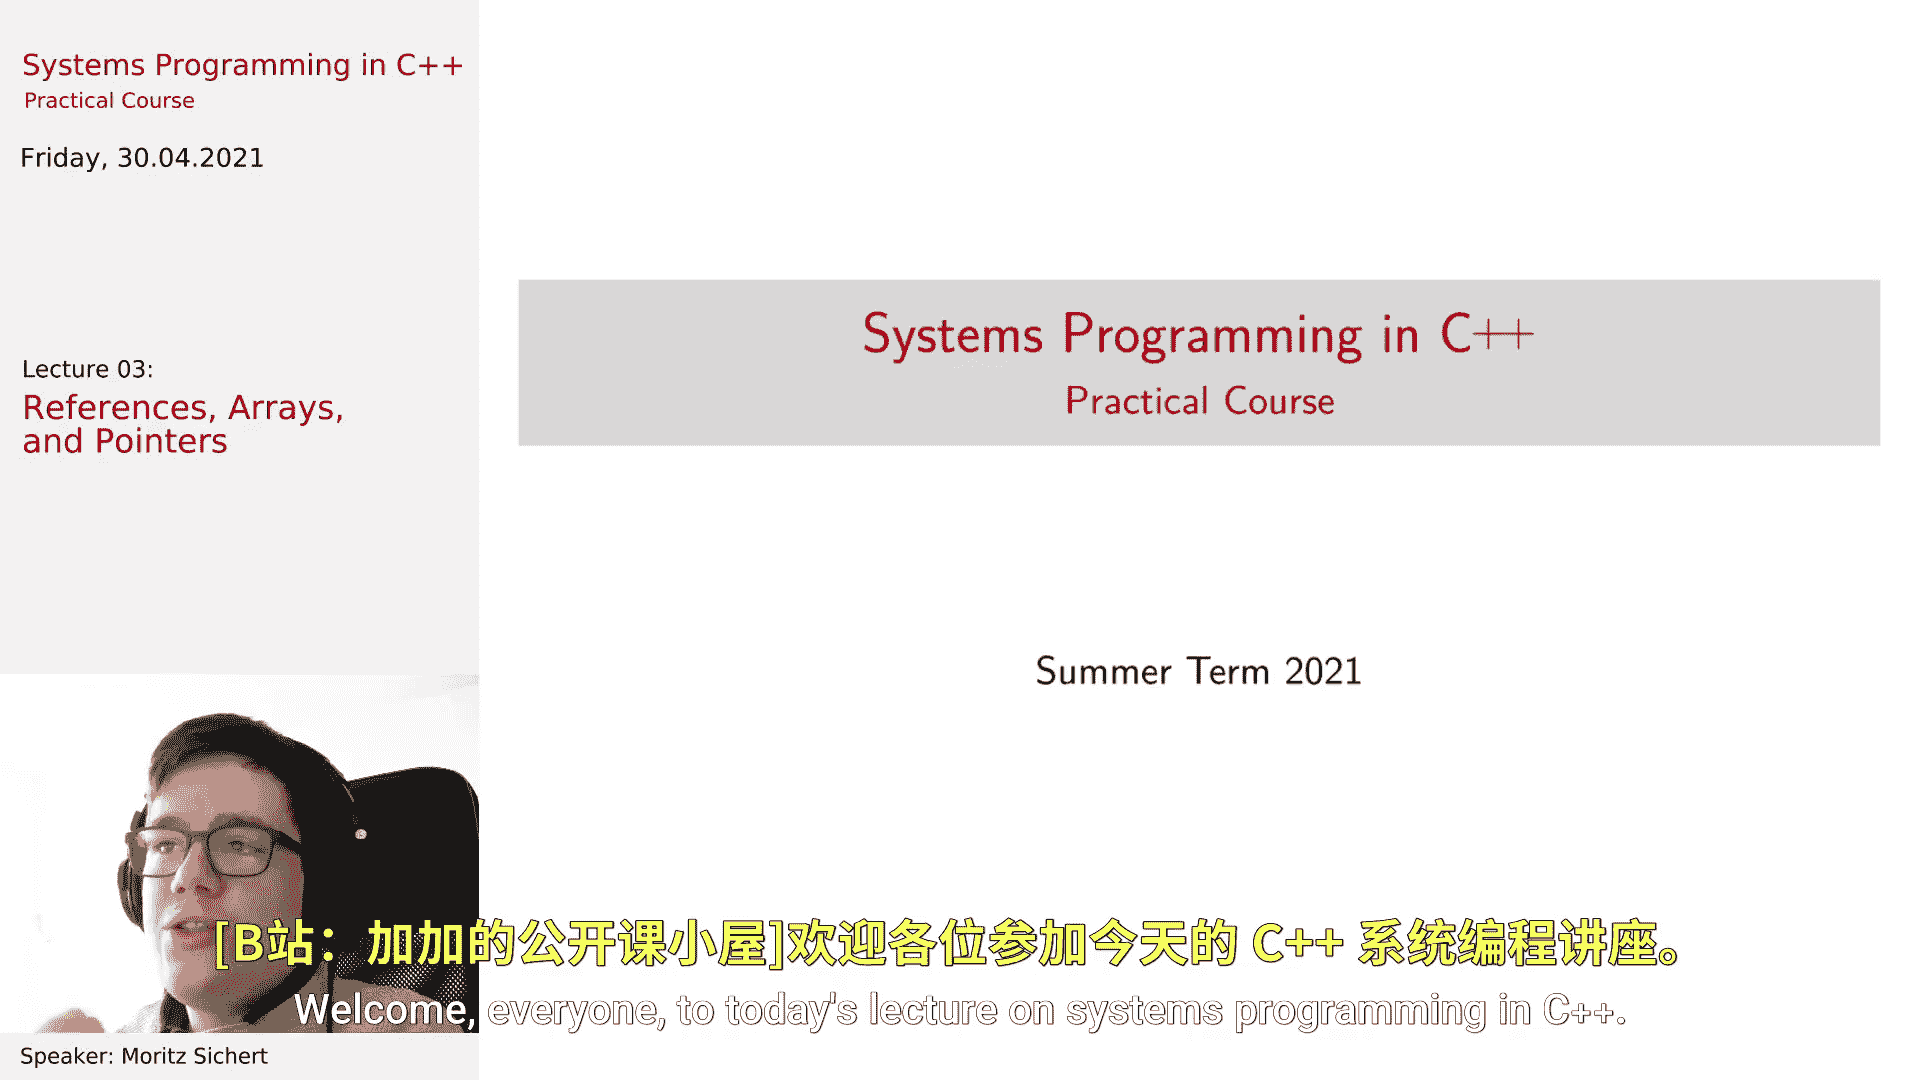 Systems Programming in C++
Practical Course
Friday, 30.04.2021
Lecture 03:
References, Arrays,
and Pointers
Systems Programming in C++
Practical Course
Summer Term 2021
[B站：加加的公开课小屋]欢迎各位参加今天的 C++ 系统编程讲座。
Welcome, everyone, to today's lecture on systems programming in C++.
Speaker: Moritz Sichert